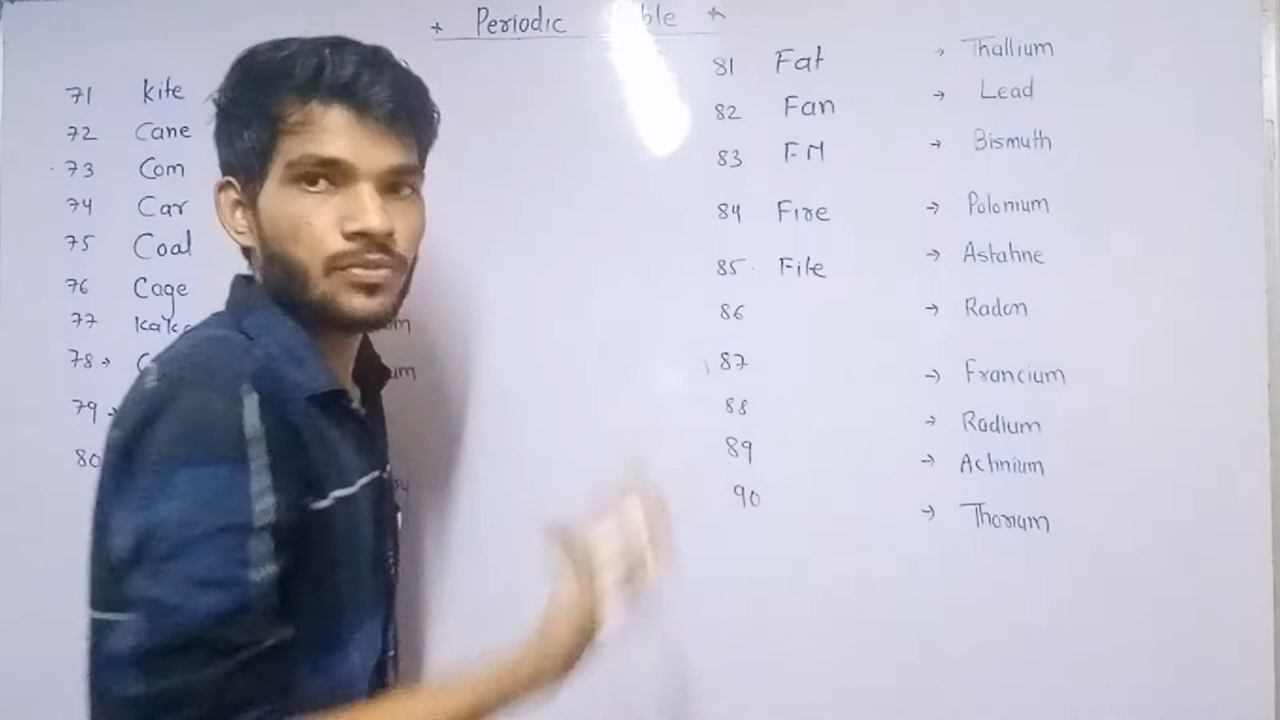 * Periodic ble *
71 Kite
72 Cane
73 Com
74 Car
75 Coal
76 Cage
77
78 →
79
80
81 Fat → Thallium
82 Fan → Lead
83 FM → Bismuth
84 Fire → Polonium
85 File → Astatine
86 → Radon
87 → Francium
88 → Radium
89 → Actinium
90 → Thorium